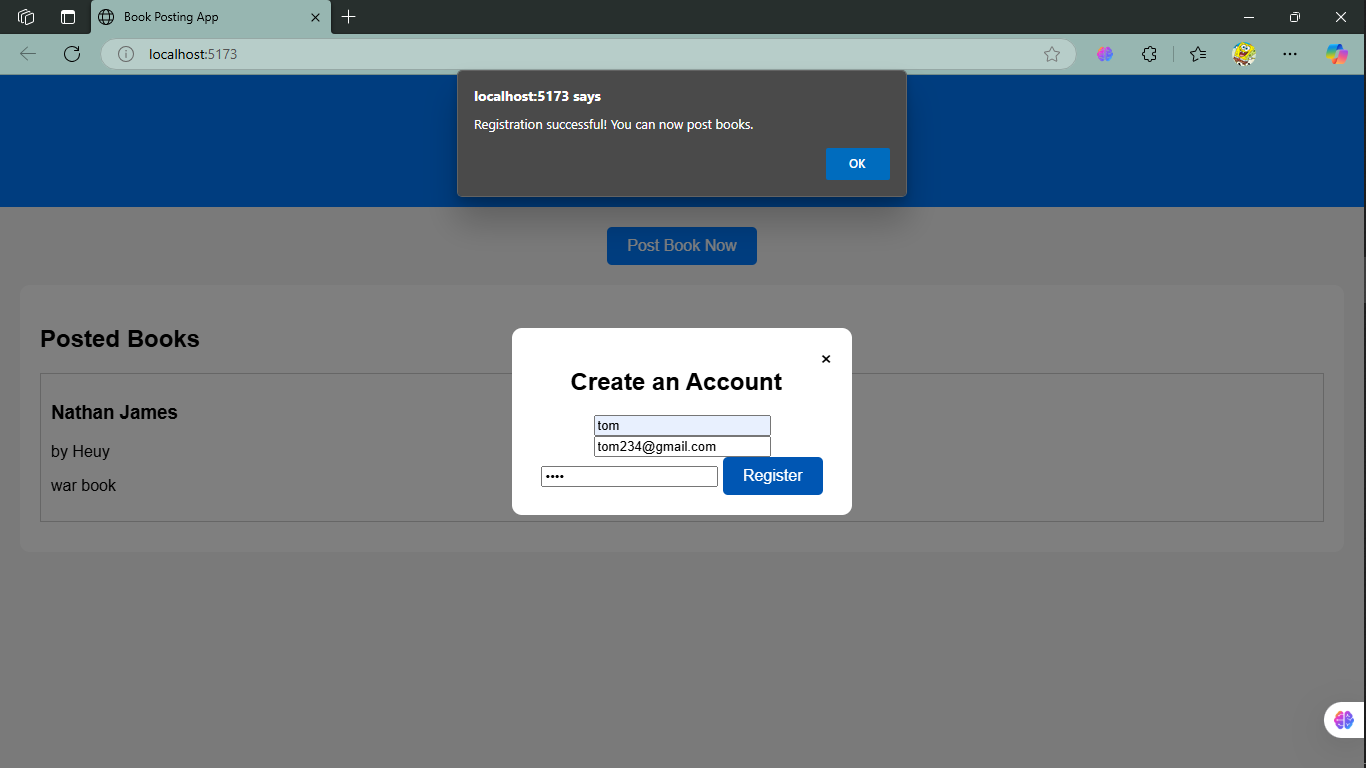 Book Posting App
localhost:5173
localhost:5173 says
Registration successful! You can now post books.
OK
Post Book Now
Posted Books
Nathan James
by Heuy
war book
×
Create an Account
tom
tom234@gmail.com
••••
Register